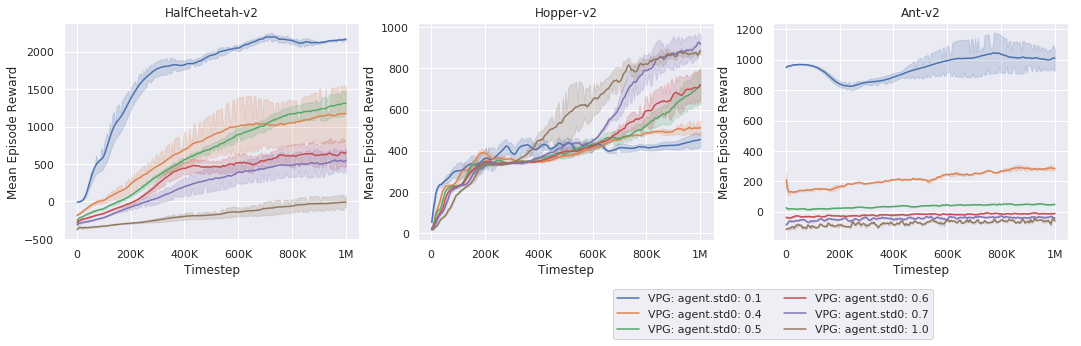 HalfCheetah-v2
Mean Episode Reward
2000
1500
1000
500
0
−500
0 200K 400K 600K 800K 1M
Timestep
Hopper-v2
Mean Episode Reward
1000
800
600
400
200
0
0 200K 400K 600K 800K 1M
Timestep
Ant-v2
Mean Episode Reward
1200
1000
800
600
400
200
0
0 200K 400K 600K 800K 1M
Timestep
VPG: agent.std0: 0.1
VPG: agent.std0: 0.4
VPG: agent.std0: 0.5
VPG: agent.std0: 0.6
VPG: agent.std0: 0.7
VPG: agent.std0: 1.0